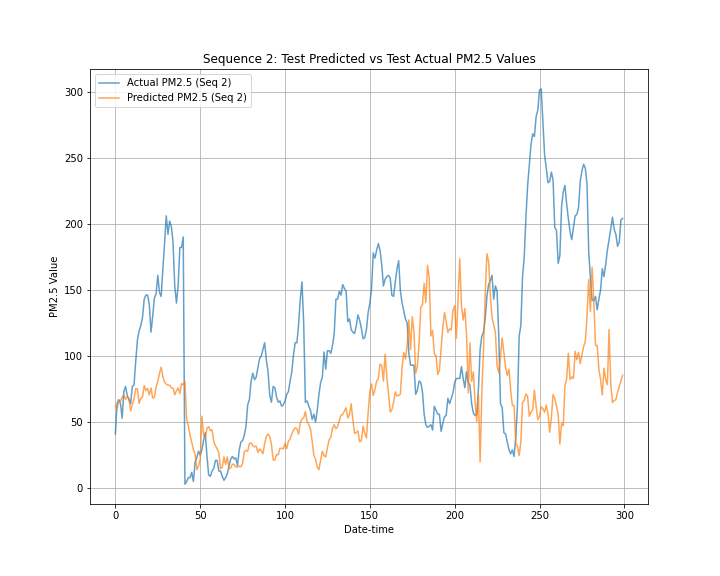 Sequence 2: Test Predicted vs Test Actual PM2.5 Values
Actual PM2.5 (Seq 2)
Predicted PM2.5 (Seq 2)
PM2.5 Value
300
250
200
150
100
50
0
0 50 100 150 200 250 300
Date-time